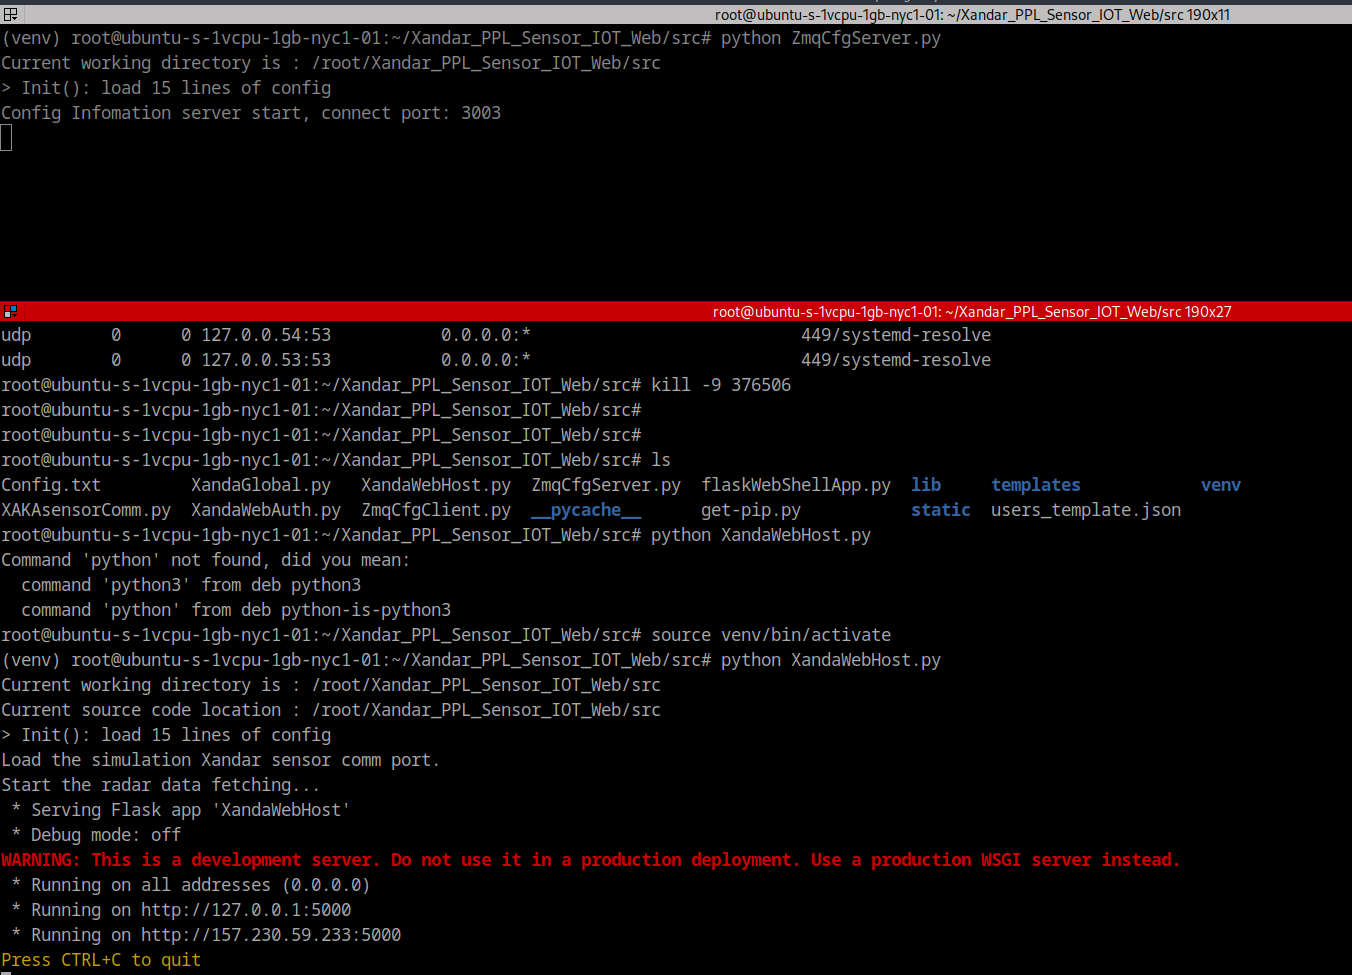 root@ubuntu-s-1vcpu-1gb-nyc1-01: ~/Xandar_PPL_Sensor_IOT_Web/src 190x11
(venv) root@ubuntu-s-1vcpu-1gb-nyc1-01:~/Xandar_PPL_Sensor_IOT_Web/src# python ZmqCfgServer.py
Current working directory is : /root/Xandar_PPL_Sensor_IOT_Web/src
> Init(): load 15 lines of config
Config Infomation server start, connect port: 3003
root@ubuntu-s-1vcpu-1gb-nyc1-01: ~/Xandar_PPL_Sensor_IOT_Web/src 190x27
udp        0      0 127.0.0.54:53           0.0.0.0:*                           449/systemd-resolve
udp        0      0 127.0.0.53:53           0.0.0.0:*                           449/systemd-resolve
root@ubuntu-s-1vcpu-1gb-nyc1-01:~/Xandar_PPL_Sensor_IOT_Web/src# kill -9 376506
root@ubuntu-s-1vcpu-1gb-nyc1-01:~/Xandar_PPL_Sensor_IOT_Web/src#
root@ubuntu-s-1vcpu-1gb-nyc1-01:~/Xandar_PPL_Sensor_IOT_Web/src#
root@ubuntu-s-1vcpu-1gb-nyc1-01:~/Xandar_PPL_Sensor_IOT_Web/src# ls
Config.txt         XandaGlobal.py   XandaWebHost.py  ZmqCfgServer.py  flaskWebShellApp.py  lib     templates            venv
XAKAsensorComm.py  XandaWebAuth.py  ZmqCfgClient.py  __pycache__      get-pip.py           static  users_template.json
root@ubuntu-s-1vcpu-1gb-nyc1-01:~/Xandar_PPL_Sensor_IOT_Web/src# python XandaWebHost.py
Command 'python' not found, did you mean:
  command 'python3' from deb python3
  command 'python' from deb python-is-python3
root@ubuntu-s-1vcpu-1gb-nyc1-01:~/Xandar_PPL_Sensor_IOT_Web/src# source venv/bin/activate
(venv) root@ubuntu-s-1vcpu-1gb-nyc1-01:~/Xandar_PPL_Sensor_IOT_Web/src# python XandaWebHost.py
Current working directory is : /root/Xandar_PPL_Sensor_IOT_Web/src
Current source code location : /root/Xandar_PPL_Sensor_IOT_Web/src
> Init(): load 15 lines of config
Load the simulation Xandar sensor comm port.
Start the radar data fetching...
 * Serving Flask app 'XandaWebHost'
 * Debug mode: off
WARNING: This is a development server. Do not use it in a production deployment. Use a production WSGI server instead.
 * Running on all addresses (0.0.0.0)
 * Running on http://127.0.0.1:5000
 * Running on http://157.230.59.233:5000
Press CTRL+C to quit